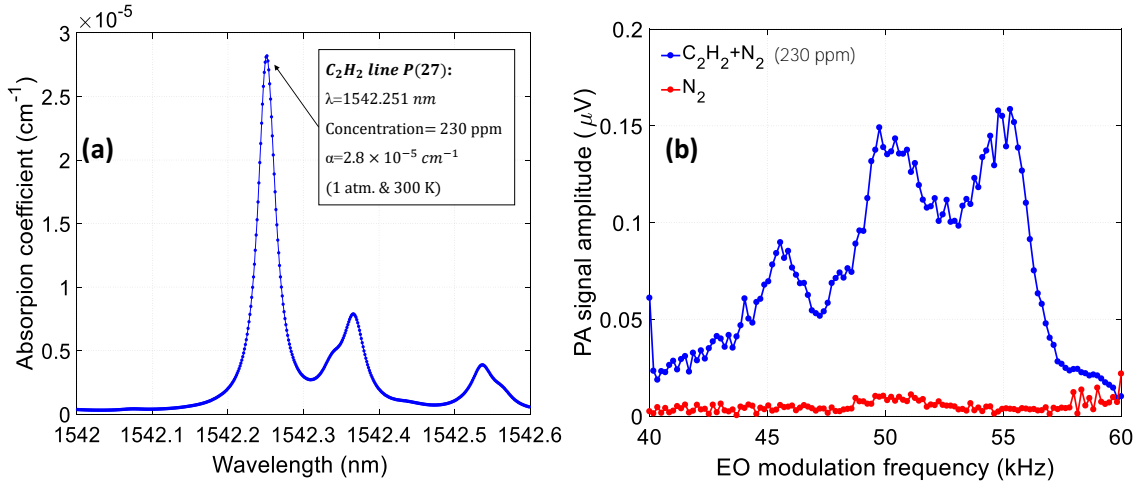 ×10⁻⁵
3
2.5
2
1.5
1
0.5
0
Absorpion coefficient (cm⁻¹)
(a)
C₂H₂ line P(27):
λ=1542.251 nm
Concentration= 230 ppm
α=2.8 × 10⁻⁵ cm⁻¹
(1 atm. & 300 K)
1542 1542.1 1542.2 1542.3 1542.4 1542.5 1542.6
Wavelength (nm)
0.2
0.15
0.1
0.05
0
PA signal amplitude ( μV)
(b)
C₂H₂+N₂ (230 ppm)
N₂
40 45 50 55 60
EO modulation frequency (kHz)